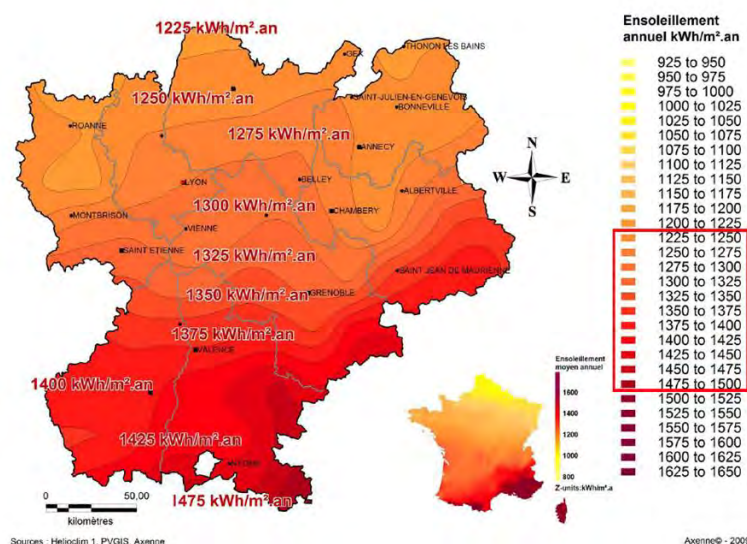 1225 kWh/m².an
GEX
THONON LES BAINS
1250 kWh/m².an
SAINT-JULIEN-EN-GENEVOIS
BONNEVILLE
ROANNE
1275 kWh/m².an
ANNECY
LYON
BELLEY
ALBERTVILLE
MONTBRISON
1300 kWh/m².an
CHAMBERY
VIENNE
SAINT ETIENNE
1325 kWh/m².an
SAINT JEAN DE MAURIENNE
1350 kWh/m².an
GRENOBLE
1375 kWh/m².an
VALENCE
1400 kWh/m².an
1425 kWh/m².an
NYONS
1475 kWh/m².an
N
W E
S
0 50,00
kilomètres
Ensoleillement
moyen annuel
1600
1400
1200
1000
800
Z-units:kWh/m².a
Ensoleillement
annuel kWh/m².an
925 to 950
950 to 975
975 to 1000
1000 to 1025
1025 to 1050
1050 to 1075
1075 to 1100
1100 to 1125
1125 to 1150
1150 to 1175
1175 to 1200
1200 to 1225
1225 to 1250
1250 to 1275
1275 to 1300
1300 to 1325
1325 to 1350
1350 to 1375
1375 to 1400
1400 to 1425
1425 to 1450
1450 to 1475
1475 to 1500
1500 to 1525
1525 to 1550
1550 to 1575
1575 to 1600
1600 to 1625
1625 to 1650
Sources : Helioclim 1, PVGIS, Axenne
Axenne© - 2009